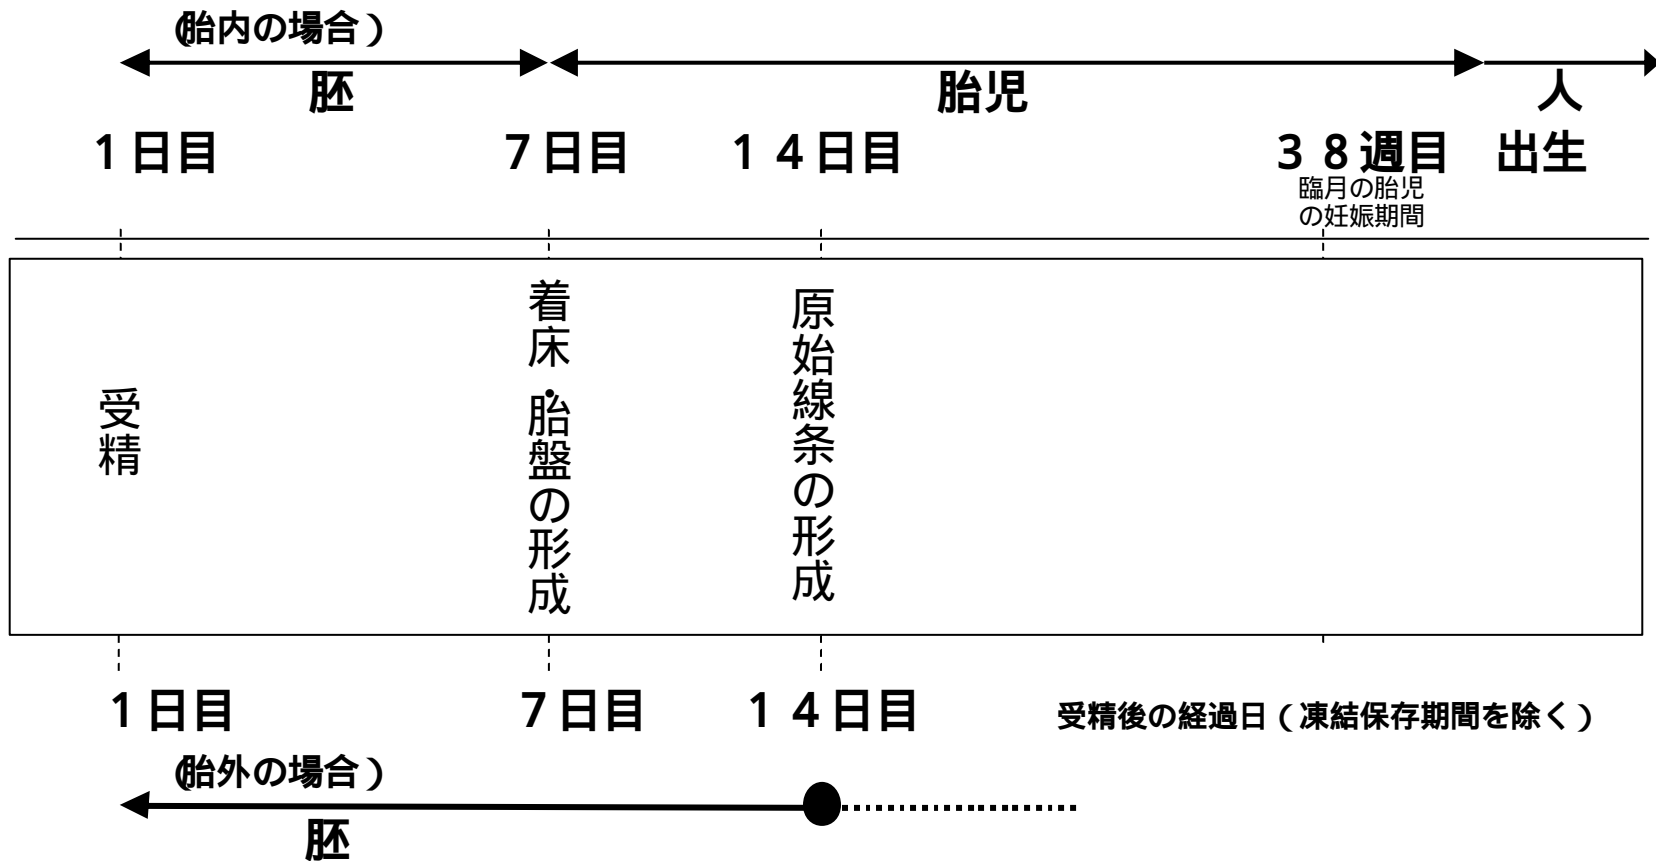 (胎内の場合)
胚 胎児 人
1日目 7日目 14日目 38週目 出生
臨月の胎児
の妊娠期間
受精
着床・胎盤の形成
原始線条の形成
1日目 7日目 14日目 受精後の経過日(凍結保存期間を除く)
(胎外の場合)
胚